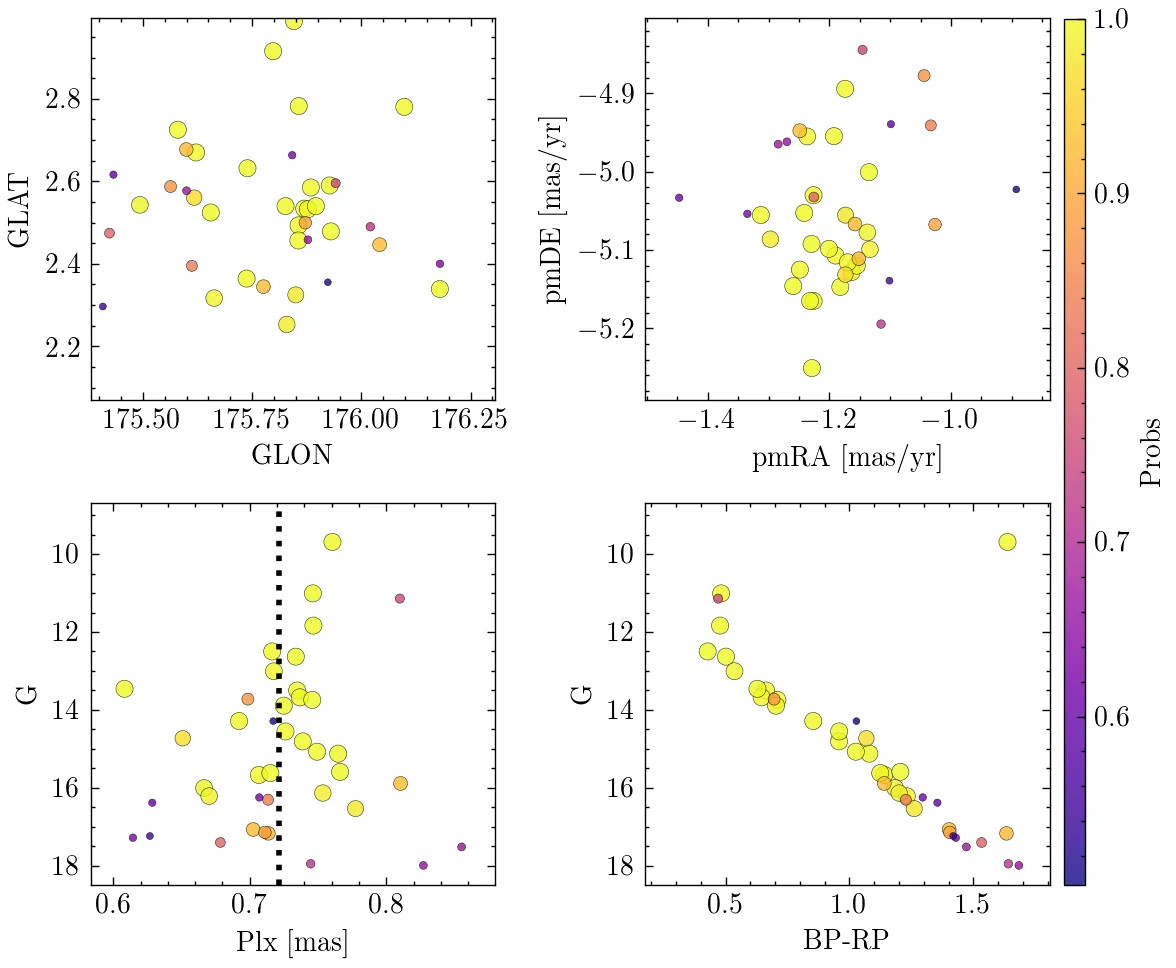 2.8
2.6
2.4
2.2
GLAT
175.50 175.75 176.00 176.25
GLON
−4.9
−5.0
−5.1
−5.2
pmDE [mas/yr]
−1.4 −1.2 −1.0
pmRA [mas/yr]
1.0
0.9
0.8
0.7
0.6
Probs
10
12
14
16
18
G
0.6 0.7 0.8
Plx [mas]
10
12
14
16
18
G
0.5 1.0 1.5
BP-RP